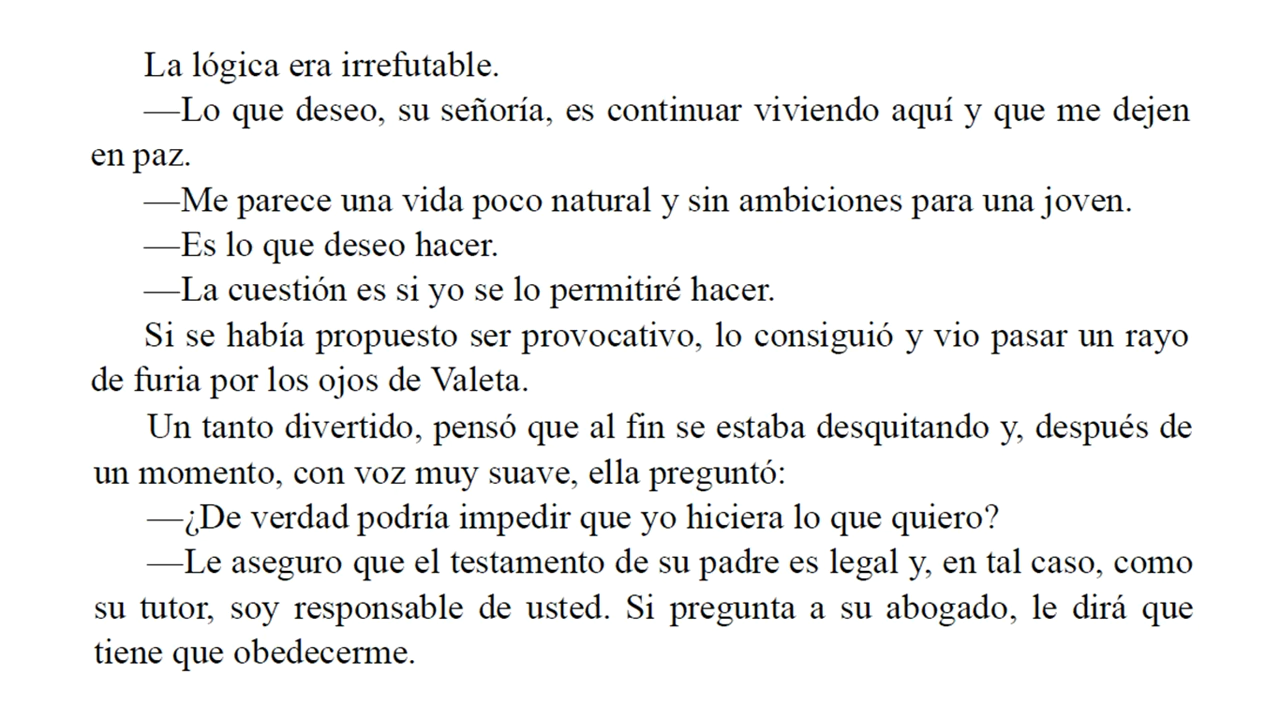 La lógica era irrefutable.
—Lo que deseo, su señoría, es continuar viviendo aquí y que me dejen
en paz.
—Me parece una vida poco natural y sin ambiciones para una joven.
—Es lo que deseo hacer.
—La cuestión es si yo se lo permitiré hacer.
Si se había propuesto ser provocativo, lo consiguió y vio pasar un rayo
de furia por los ojos de Valeta.
Un tanto divertido, pensó que al fin se estaba desquitando y, después de
un momento, con voz muy suave, ella preguntó:
—¿De verdad podría impedir que yo hiciera lo que quiero?
—Le aseguro que el testamento de su padre es legal y, en tal caso, como
su tutor, soy responsable de usted. Si pregunta a su abogado, le dirá que
tiene que obedecerme.